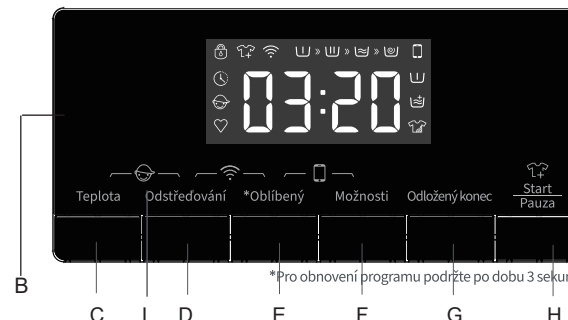 03:20
Teplota Odstřeďování *Oblíbený Možnosti Odložený konec Start
Pauza
*Pro obnovení programu podržte po dobu 3 sekun
B
C I D E F G H